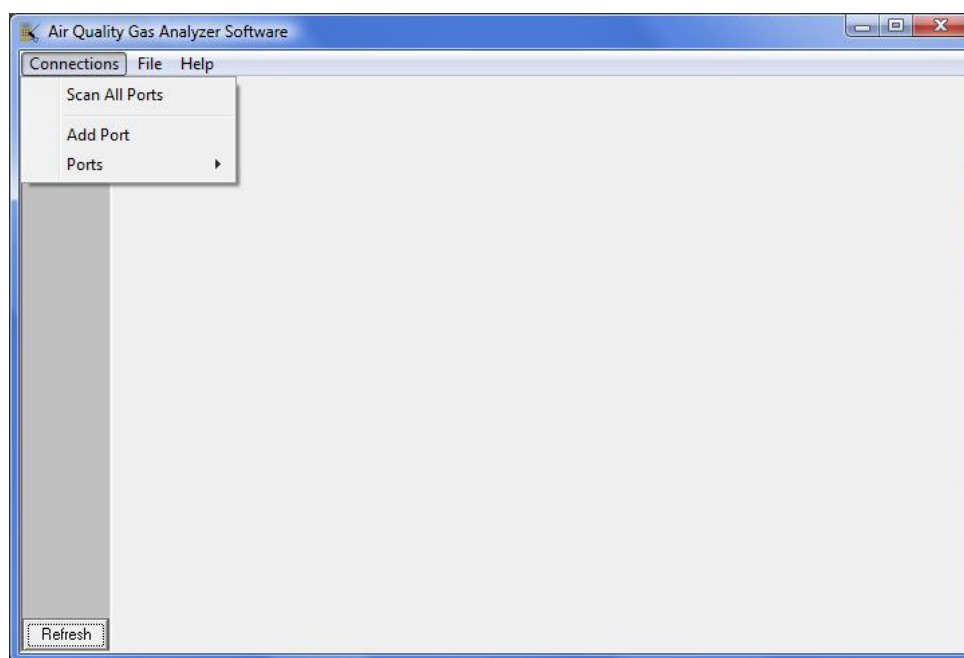 Air Quality Gas Analyzer Software
Connections File Help
Scan All Ports
Add Port
Ports
Refresh